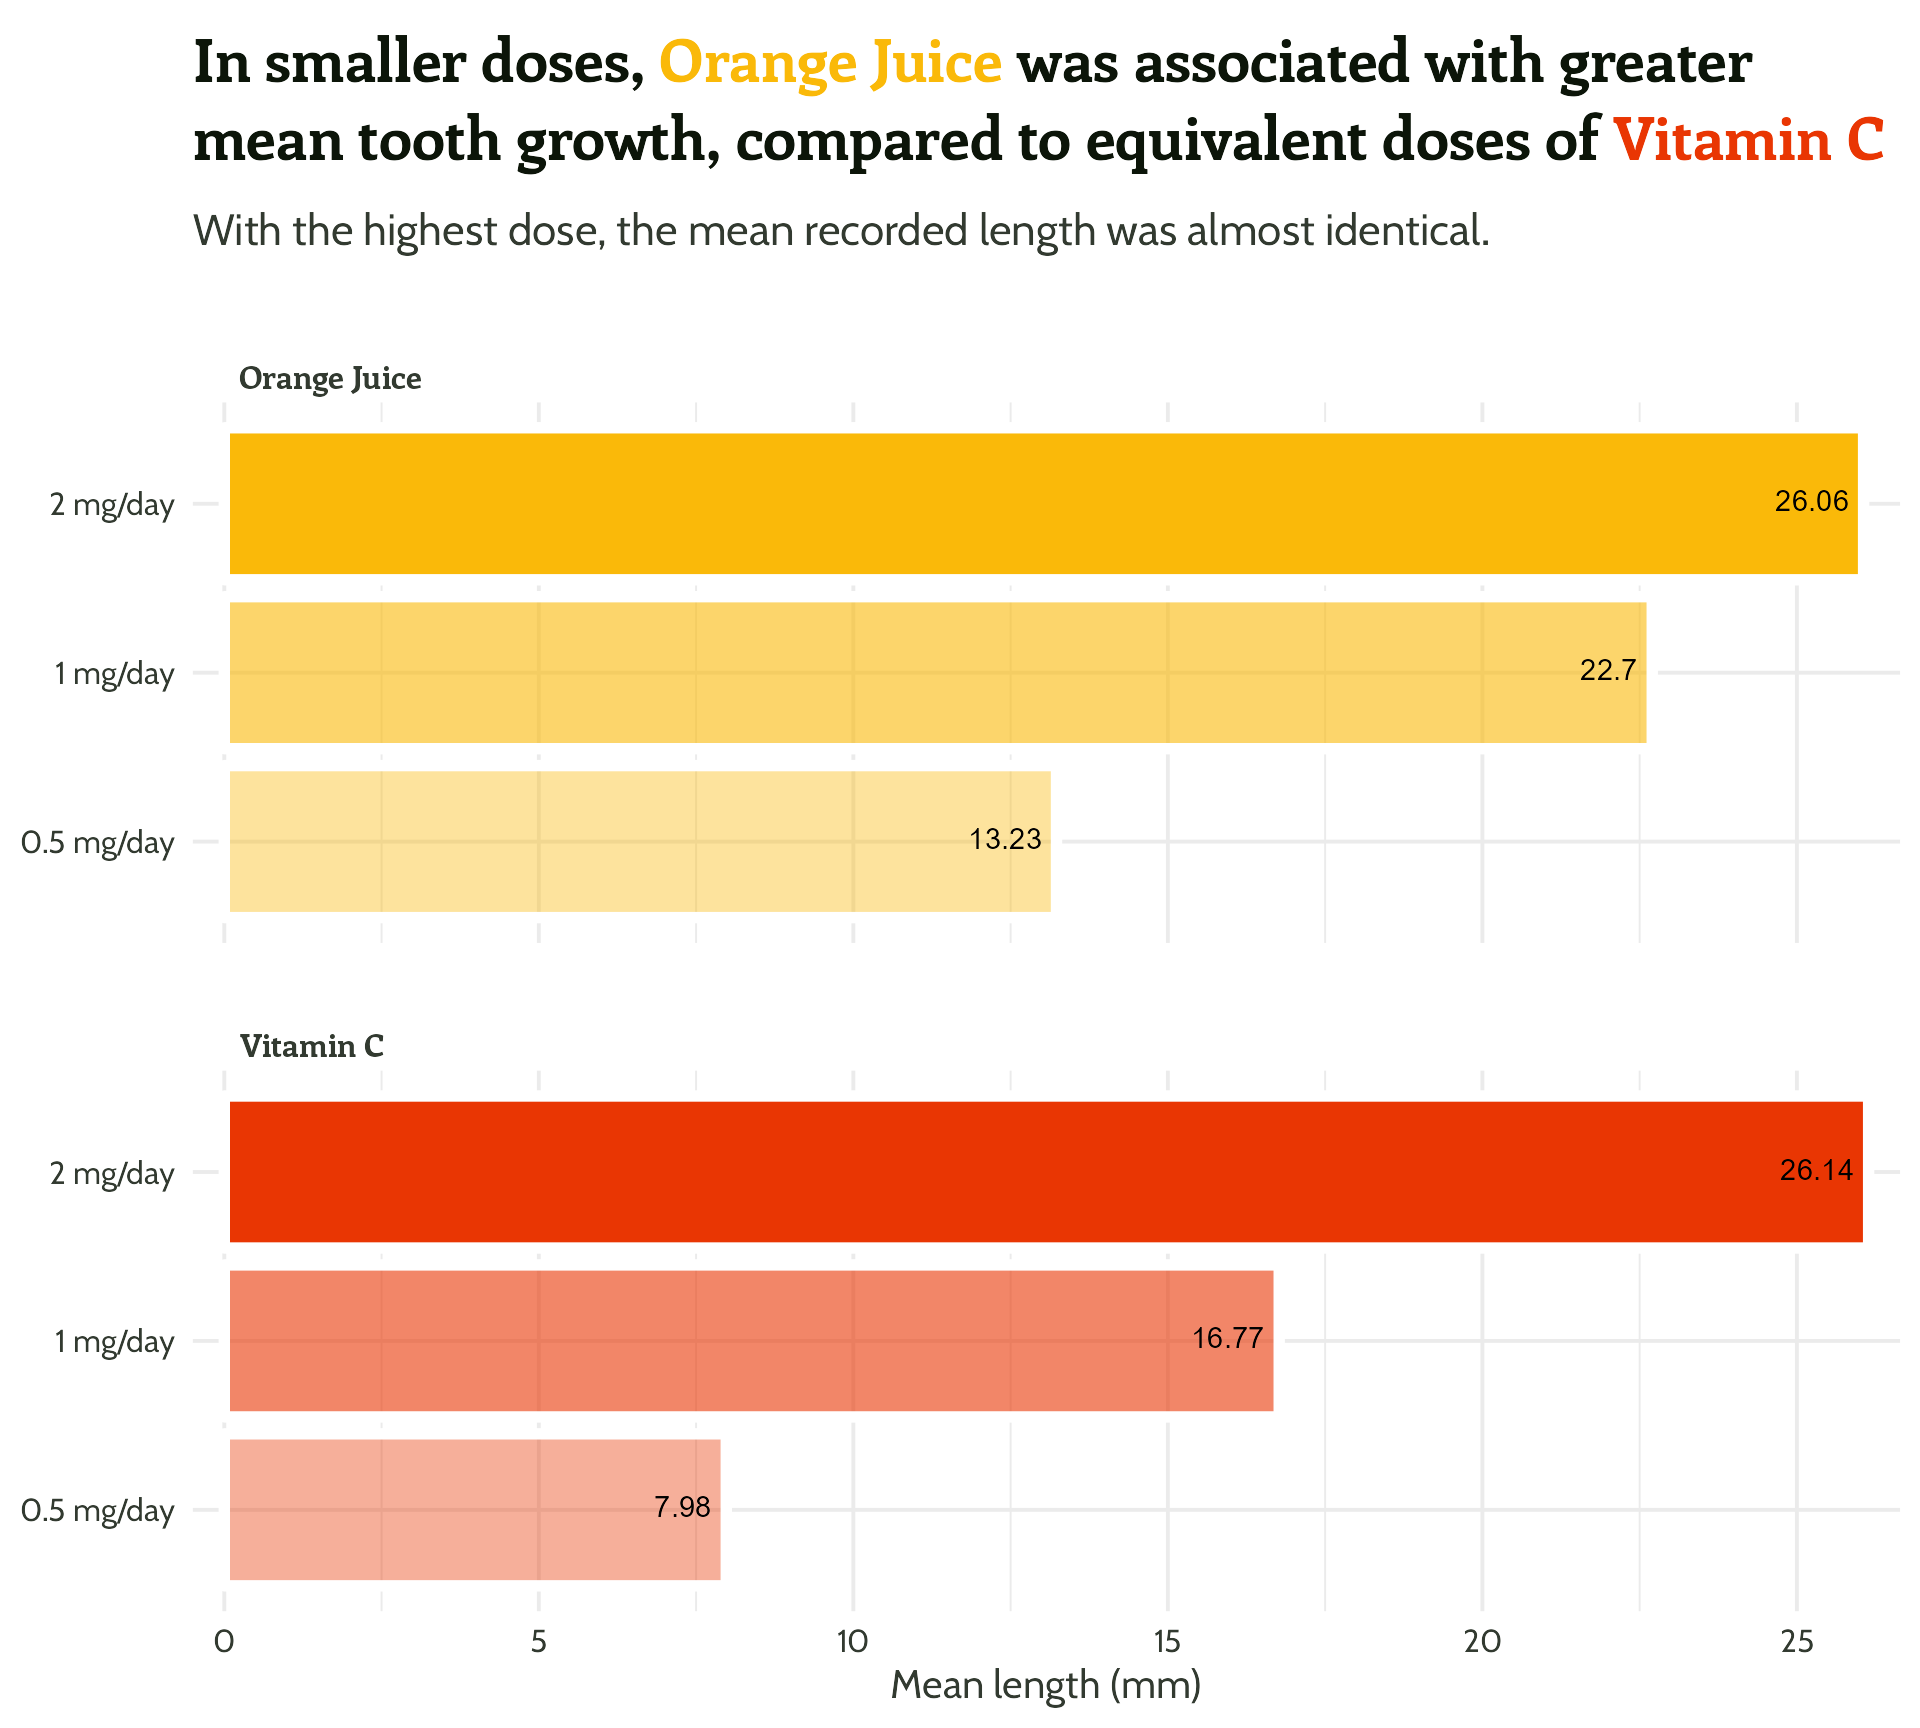 In smaller doses, Orange Juice was associated with greater
mean tooth growth, compared to equivalent doses of Vitamin C
With the highest dose, the mean recorded length was almost identical.
Orange Juice
2 mg/day
26.06
1 mg/day
22.7
0.5 mg/day
13.23
Vitamin C
2 mg/day
26.14
1 mg/day
16.77
0.5 mg/day
7.98
0 5 10 15 20 25
Mean length (mm)